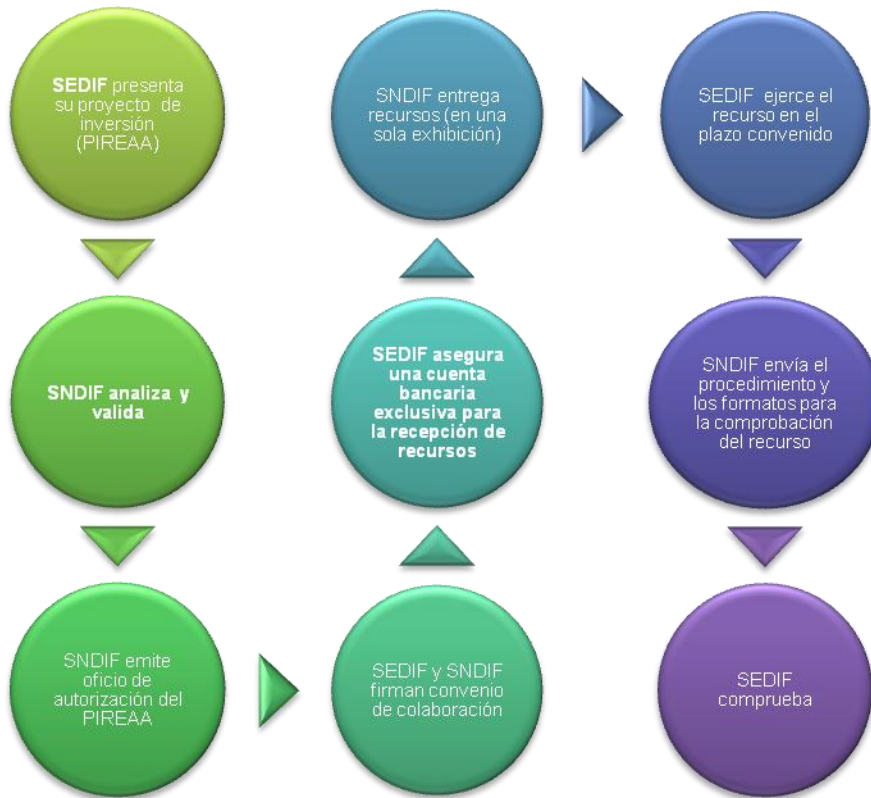 SEDIF presenta
su proyecto de
inversión
(PIREAA)
SNDIF analiza y
valida
SNDIF emite
oficio de
autorización del
PIREAA
SEDIF y SNDIF
firman convenio
de colaboración
SEDIF asegura
una cuenta
bancaria
exclusiva para
la recepción de
recursos
SNDIF entrega
recursos (en una
sola exhibición)
SEDIF ejerce el
recurso en el
plazo convenido
SNDIF envía el
procedimiento y
los formatos para
la comprobación
del recurso
SEDIF
comprueba